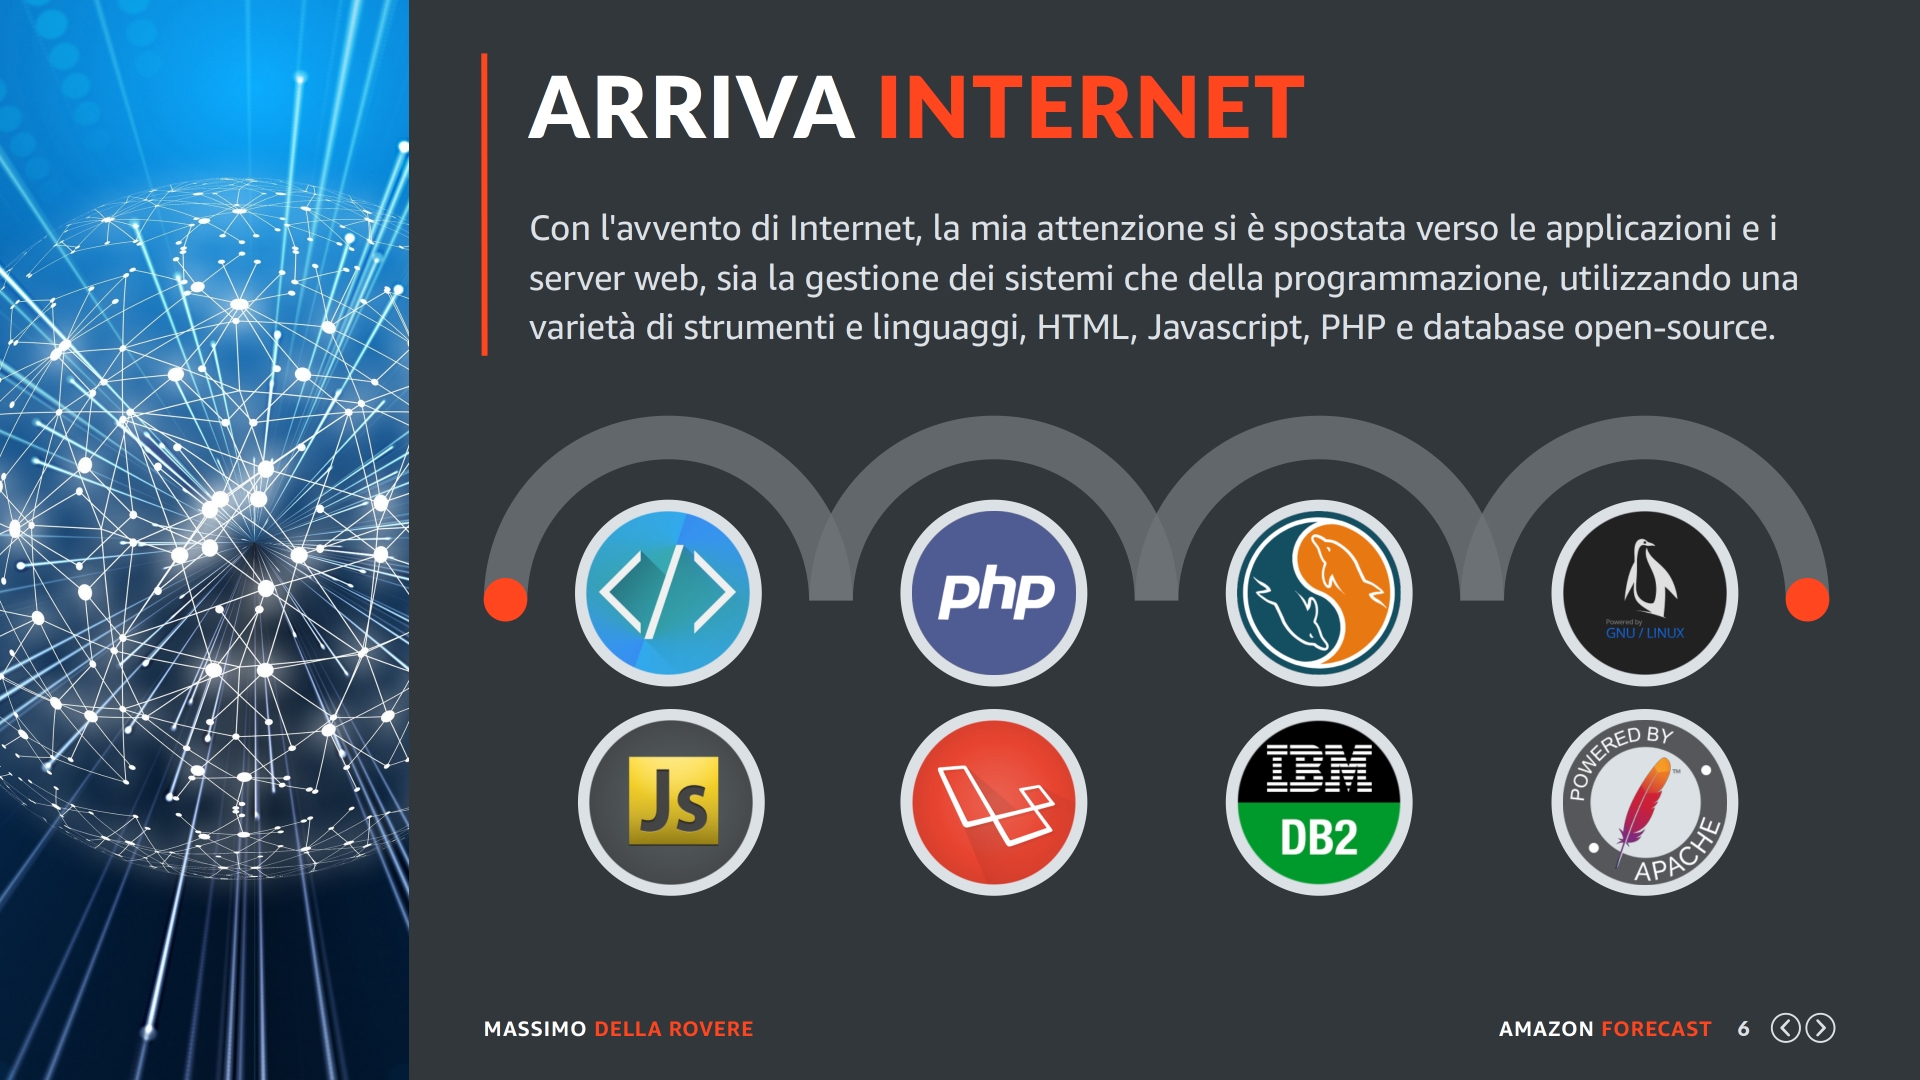 ARRIVA INTERNET
Con l'avvento di Internet, la mia attenzione si è spostata verso le applicazioni e i
server web, sia la gestione dei sistemi che della programmazione, utilizzando una
varietà di strumenti e linguaggi, HTML, Javascript, PHP e database open-source.
</>
php
Powered by
GNU / LINUX
Js
IBM
DB2
POWERED BY
TM
APACHE
MASSIMO DELLA ROVERE
AMAZON FORECAST 6